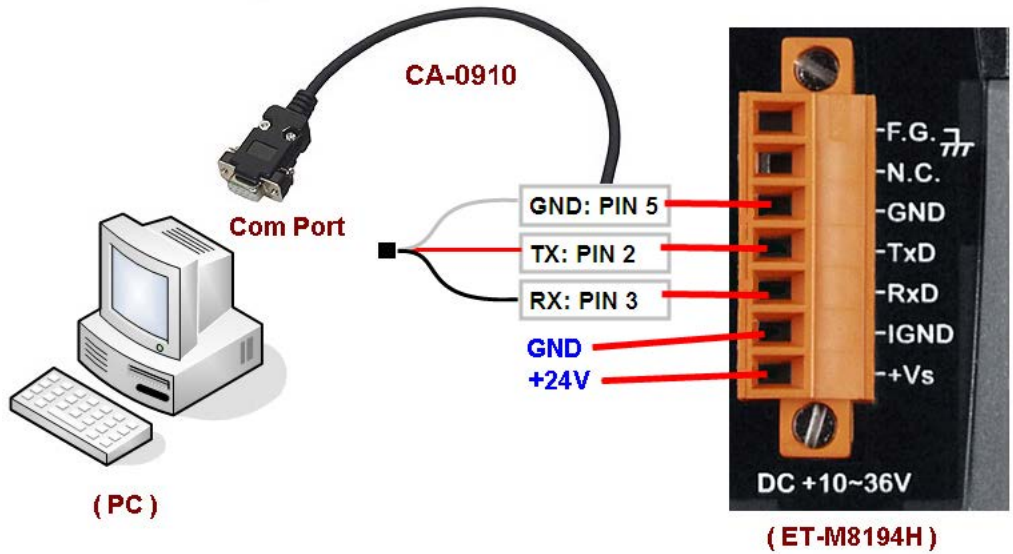 CA-0910
Com Port
GND: PIN 5
TX: PIN 2
RX: PIN 3
GND
+24V
F.G.
N.C.
GND
TxD
RxD
IGND
+Vs
DC +10~36V
( PC )
( ET-M8194H )